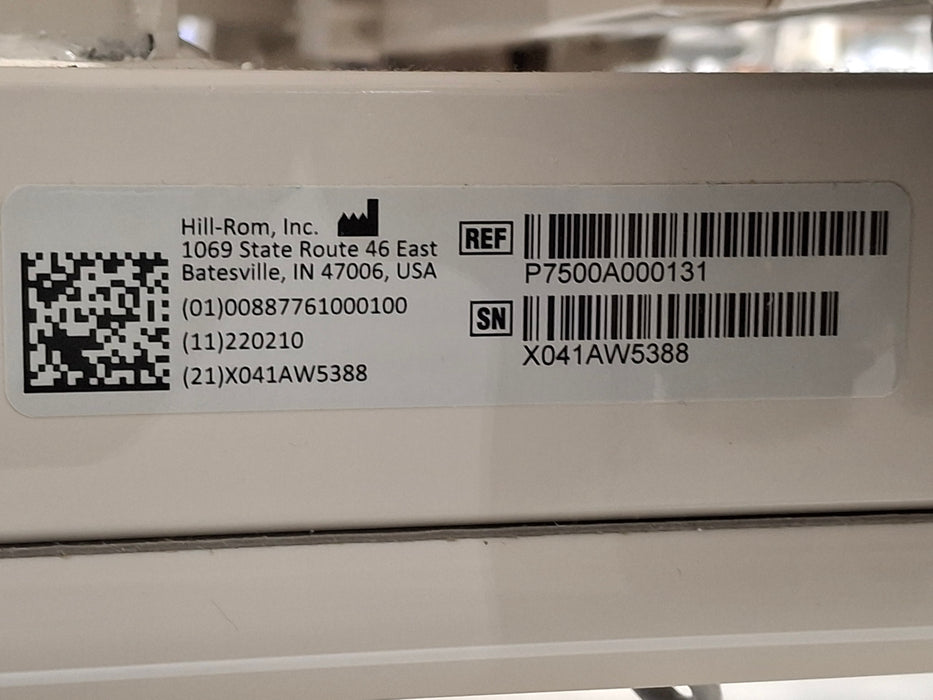 Hill-Rom, Inc.
1069 State Route 46 East
Batesville, IN 47006, USA
(01)00887761000100
(11)220210
(21)X041AW5388
REF
P7500A000131
SN
X041AW5388